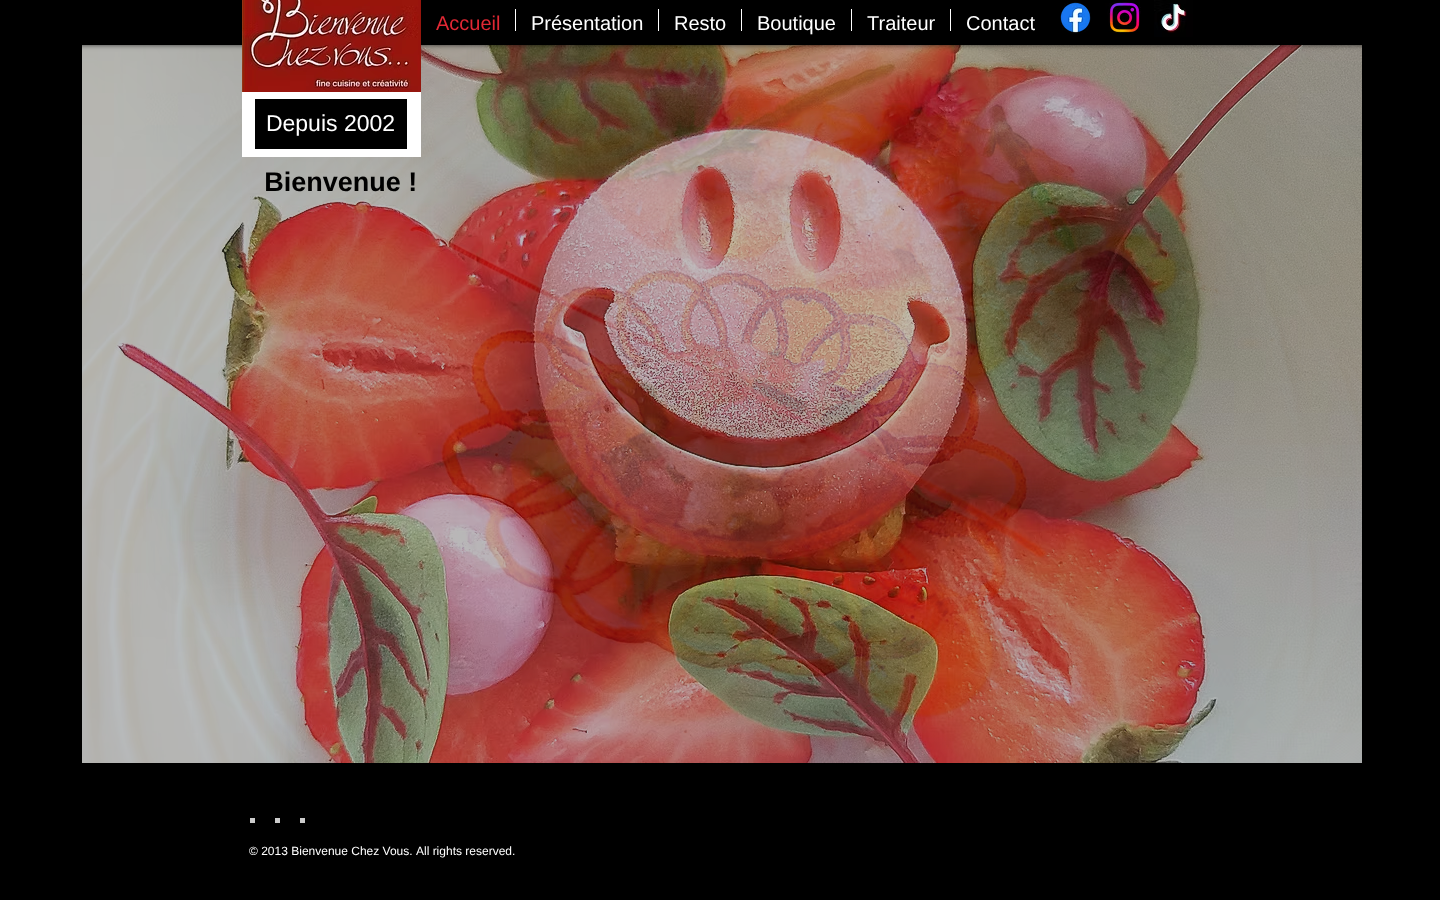 Bienvenue
Chez vous...
fine cuisine et créativité
Accueil
Présentation
Resto
Boutique
Traiteur
Contact
Depuis 2002
Bienvenue !
© 2013 Bienvenue Chez Vous. All rights reserved.